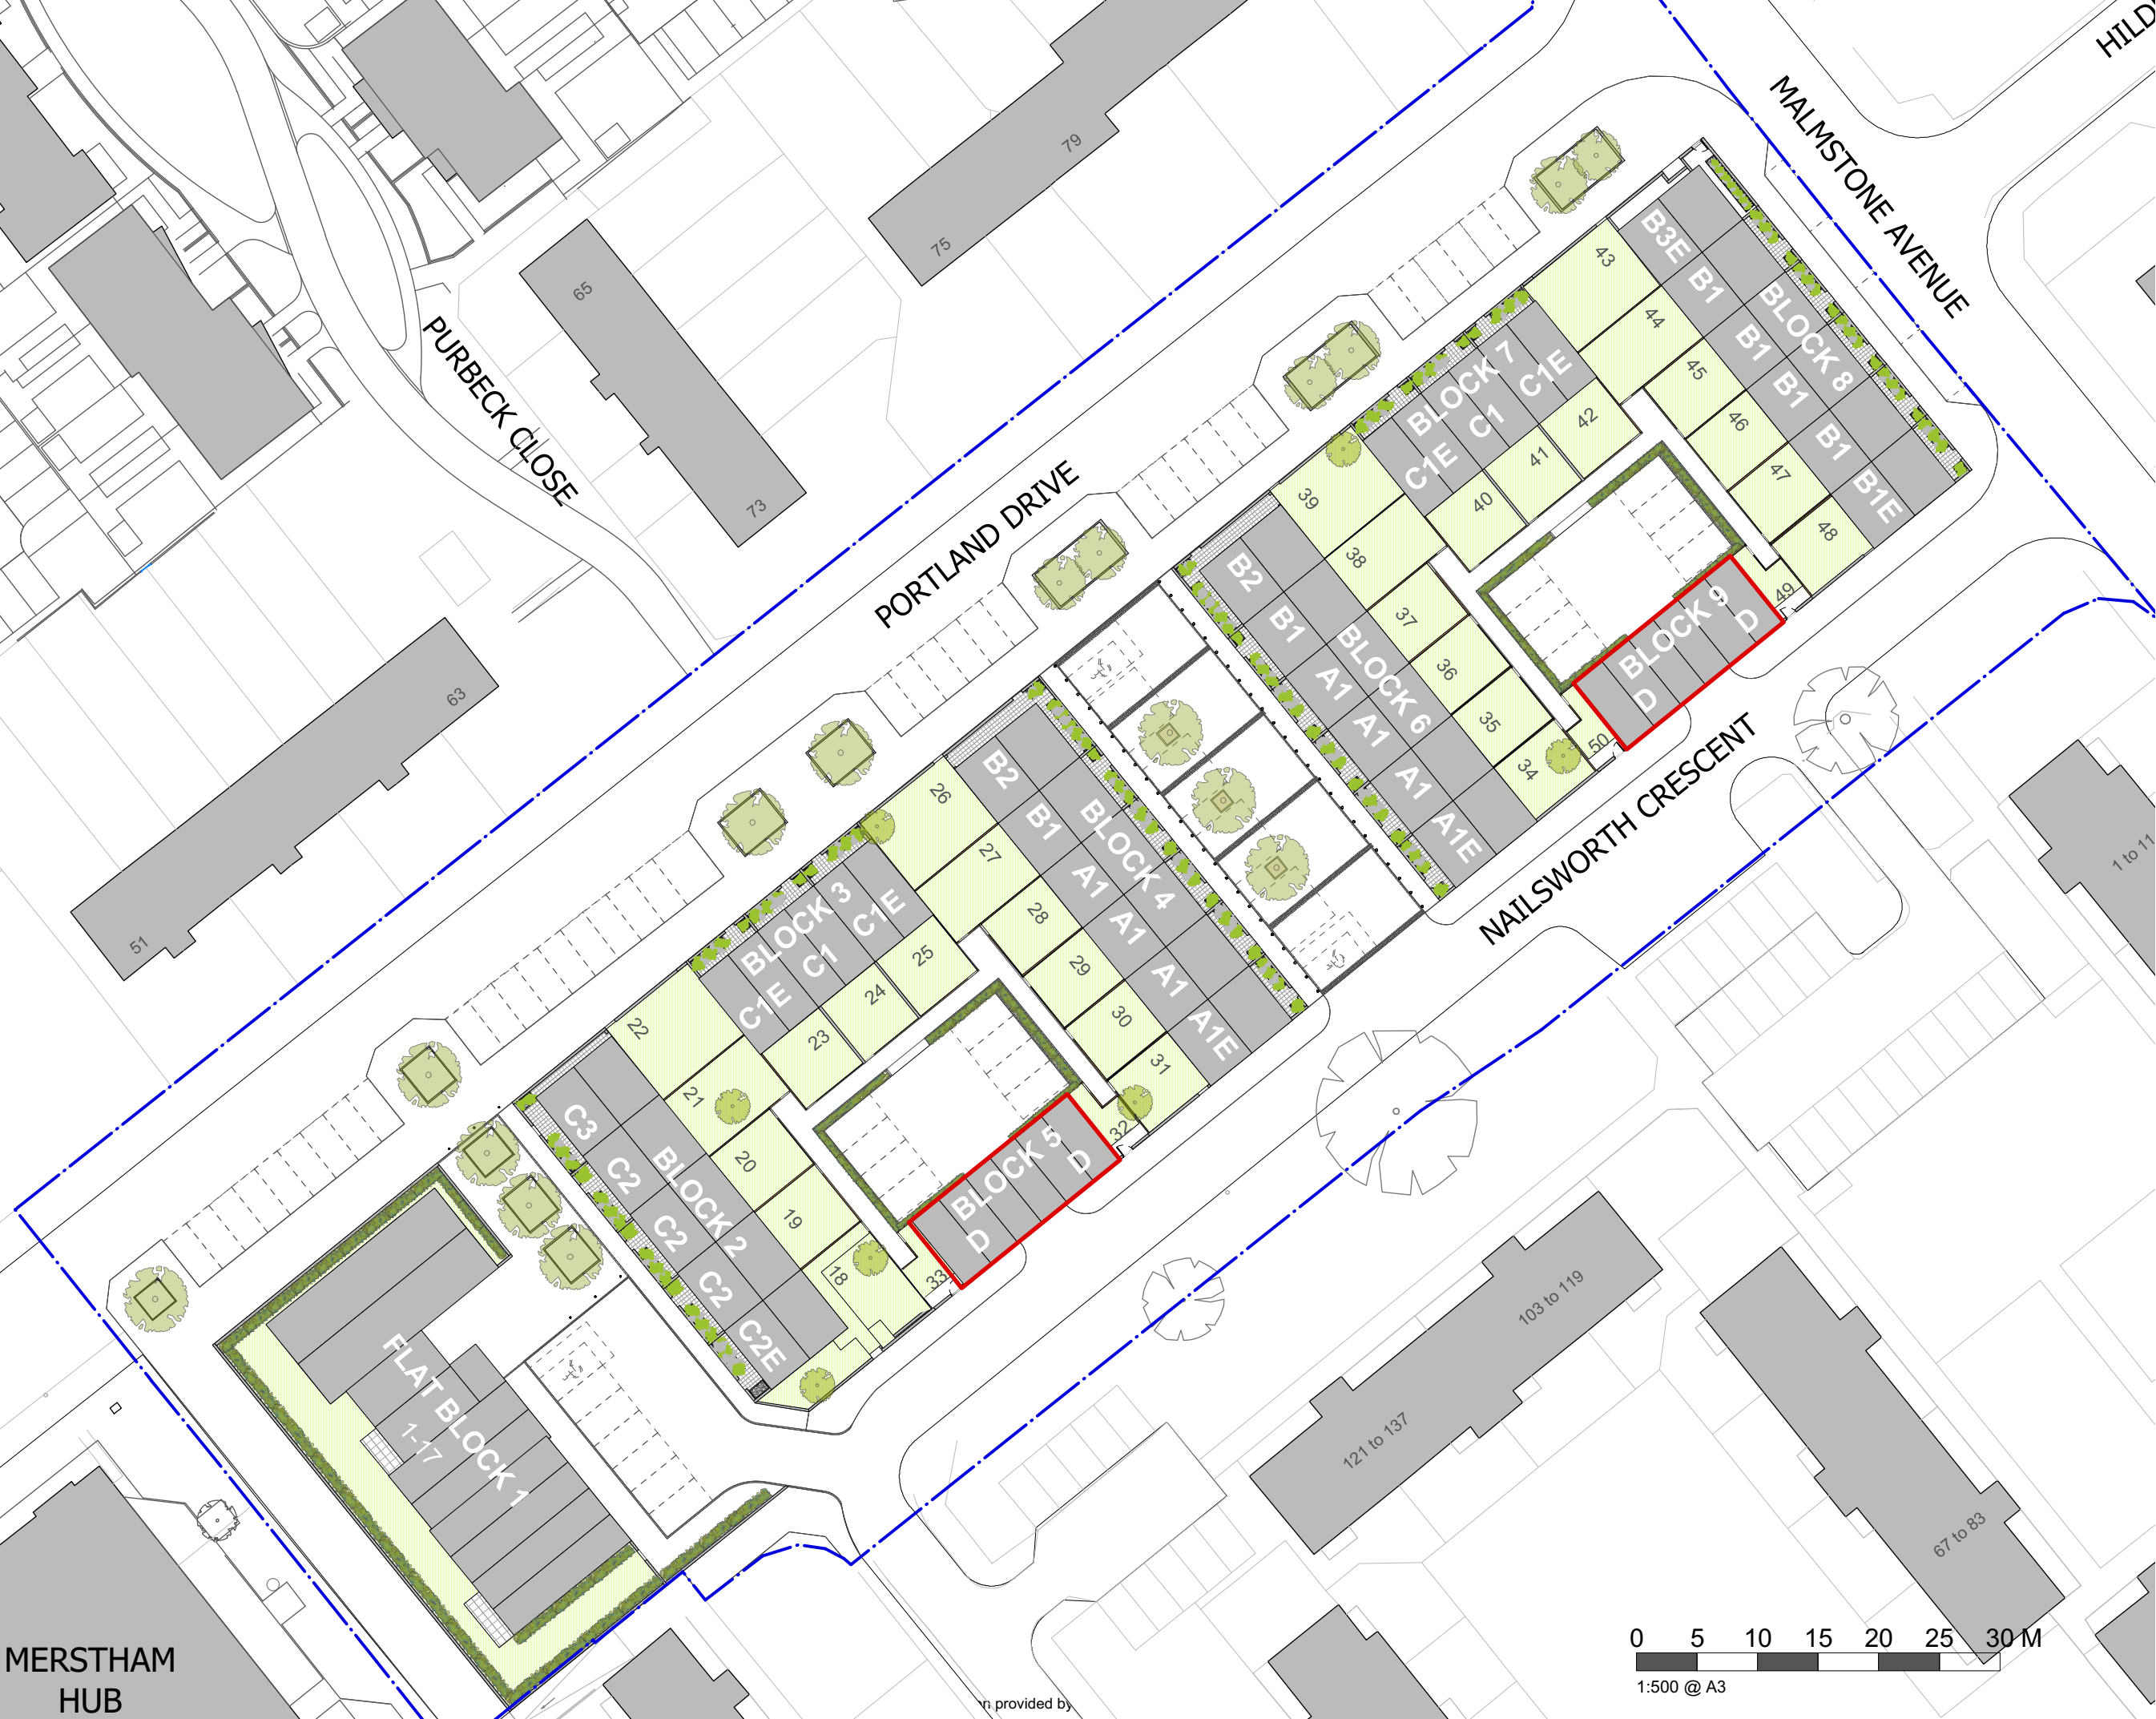 HILD
MALMSTONE AVENUE
79
75
65
73
PURBECK CLOSE
PORTLAND DRIVE
63
51
43
44
45
46
47
48
49
B3E
B1
B1
B1
B1
B1E
BLOCK 8
BLOCK 7
C1E
C1
C1E
39
40
41
42
38
37
36
35
34
50
B2
B1
A1
A1
A1
A1E
BLOCK 6
BLOCK 9
D
D
NAILSWORTH CRESCENT
1 to 11
26
27
28
29
30
31
32
B2
B1
A1
A1
A1
A1E
BLOCK 4
BLOCK 3
C1E
C1
C1E
22
23
24
25
21
20
19
18
33
C3
C2
C2
C2
C2E
BLOCK 2
BLOCK 5
D
D
FLAT BLOCK 1
1-17
103 to 119
121 to 137
67 to 83
MERSTHAM
HUB
0 5 10 15 20 25 30 M
1:500 @ A3
n provided by